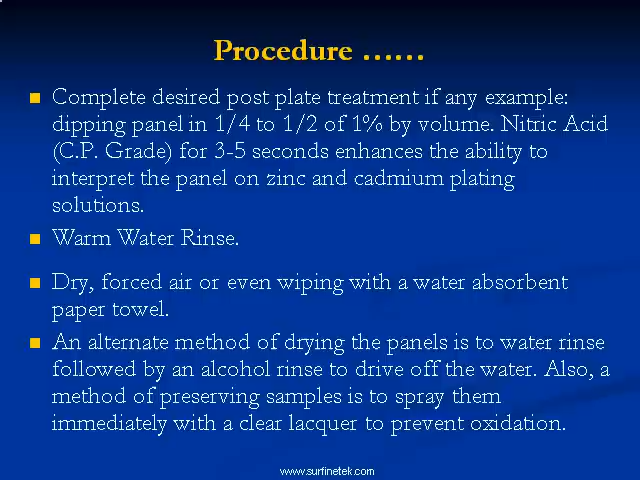 Procedure ......
Complete desired post plate treatment if any example:
dipping panel in 1/4 to 1/2 of 1% by volume. Nitric Acid
(C.P. Grade) for 3-5 seconds enhances the ability to
interpret the panel on zinc and cadmium plating
solutions.
Warm Water Rinse.
Dry, forced air or even wiping with a water absorbent
paper towel.
An alternate method of drying the panels is to water rinse
followed by an alcohol rinse to drive off the water. Also, a
method of preserving samples is to spray them
immediately with a clear lacquer to prevent oxidation.
www.surfinetek.com